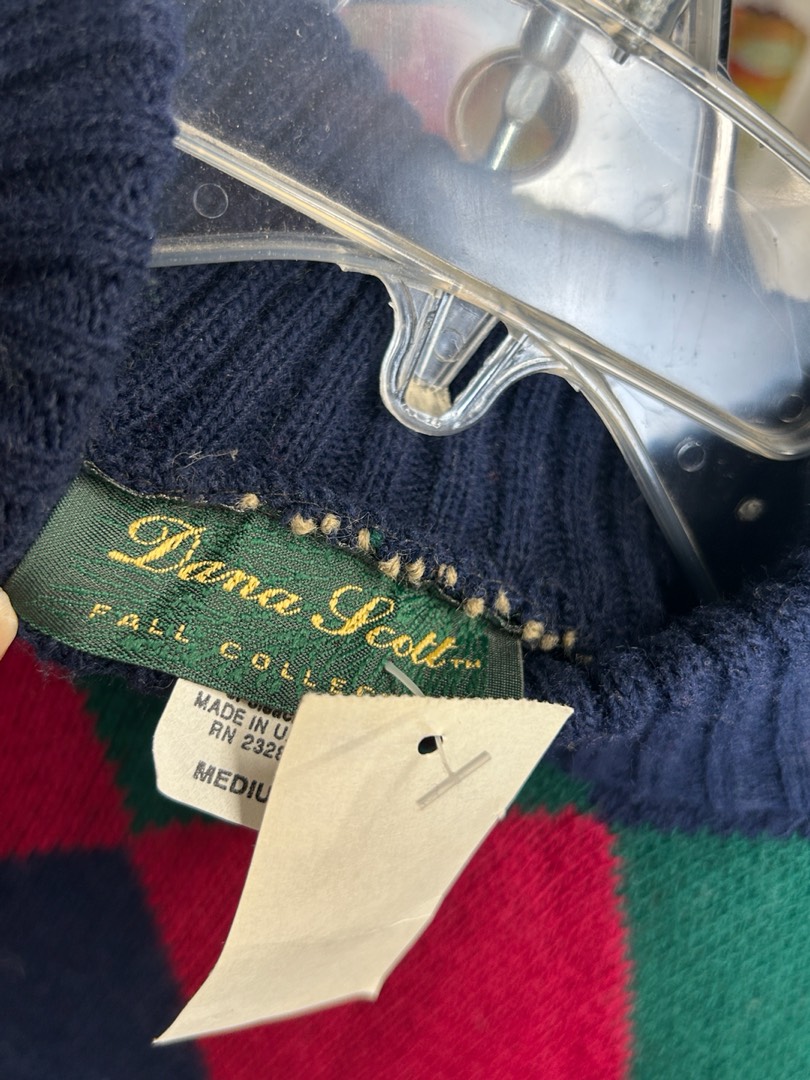 Dana Scott™
FALL COLLEC
MADE IN U
RN 2328
MEDIU